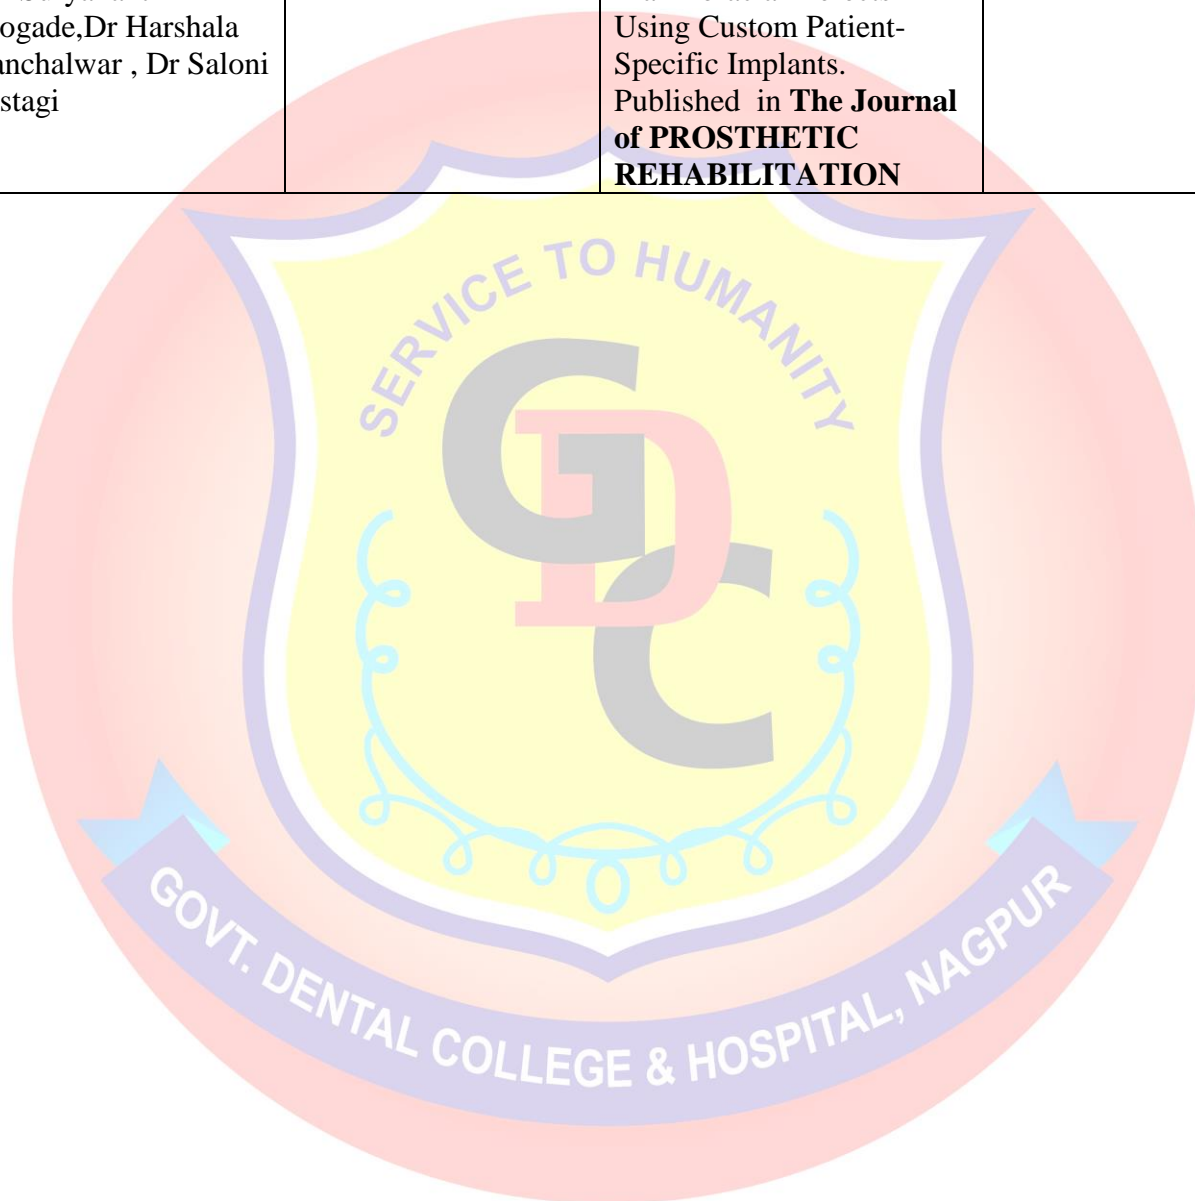 ogade,Dr Harshala
anchalwar , Dr Saloni
stagi
Using Custom Patient-
Specific Implants.
Published in The Journal
of PROSTHETIC
REHABILITATION
SERVICE TO HUMANITY
GDC
GOVT. DENTAL COLLEGE & HOSPITAL, NAGPUR